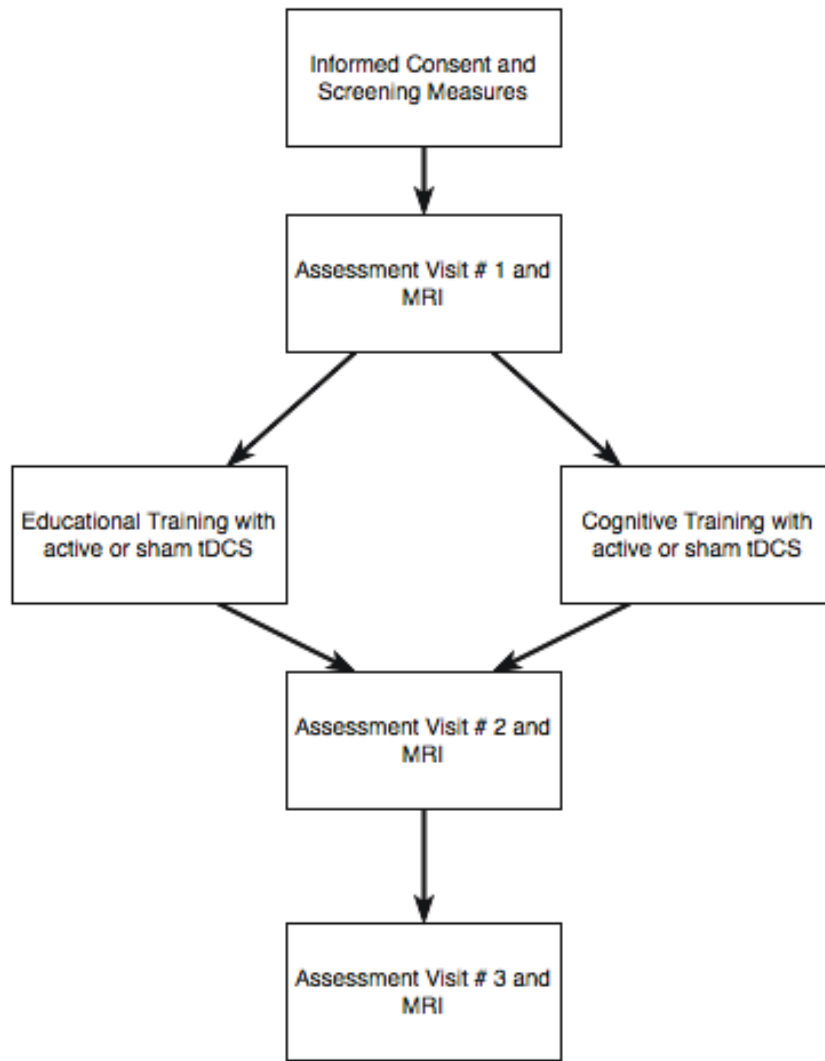 Informed Consent and
Screening Measures
Assessment Visit # 1 and
MRI
Educational Training with
active or sham tDCS
Cognitive Training with
active or sham tDCS
Assessment Visit # 2 and
MRI
Assessment Visit # 3 and
MRI